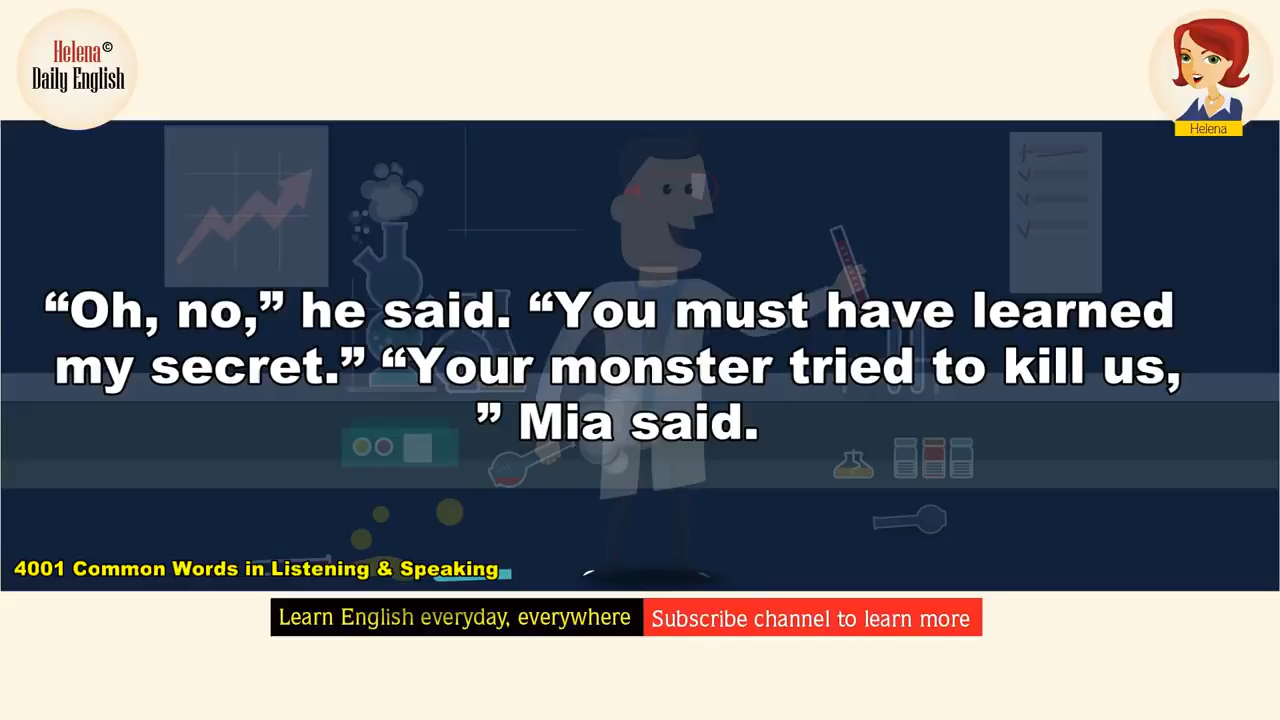 Helena©
Daily English
Helena
“Oh, no,” he said. “You must have learned
my secret.” “Your monster tried to kill us,
” Mia said.
4001 Common Words in Listening & Speaking
Learn English everyday, everywhere
Subscribe channel to learn more